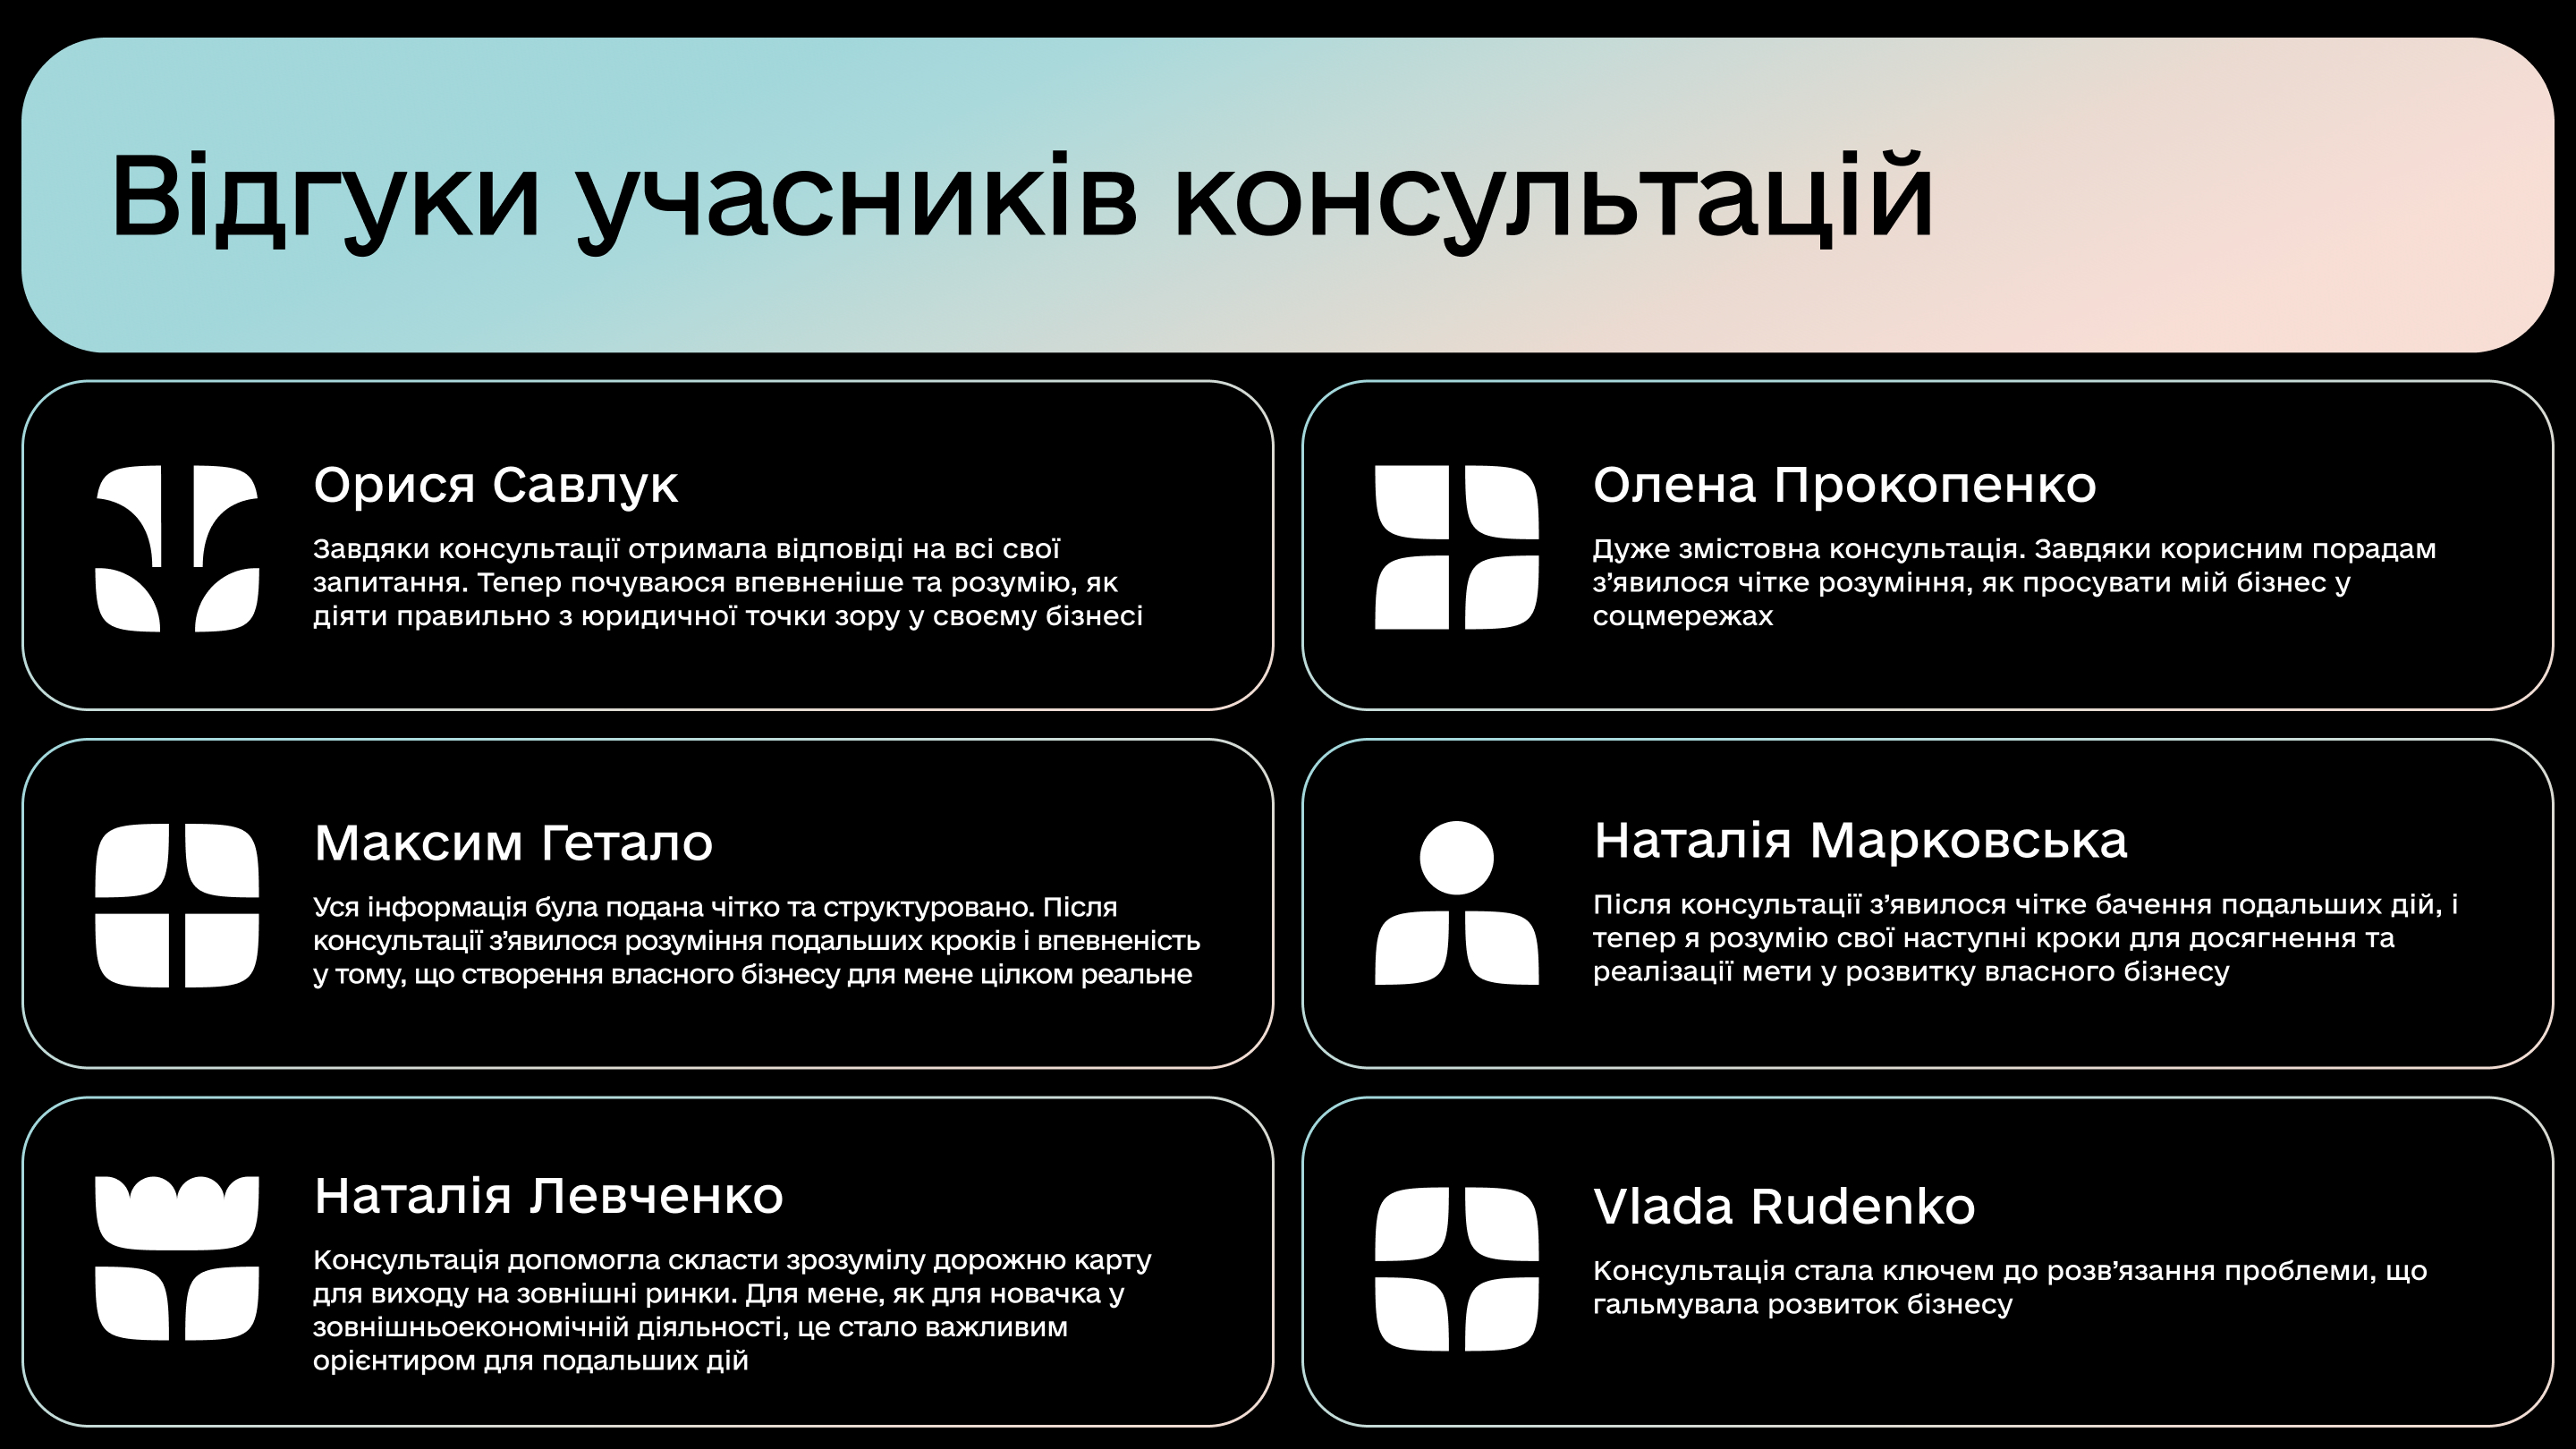 Відгуки учасників консультацій
Орися Савлук
Завдяки консультації отримала відповіді на всі свої
запитання. Тепер почуваюся впевненіше та розумію, як
діяти правильно з юридичної точки зору у своєму бізнесі
Олена Прокопенко
Дуже змістовна консультація. Завдяки корисним порадам
з’явилося чітке розуміння, як просувати мій бізнес у
соцмережах
Максим Гетало
Уся інформація була подана чітко та структуровано. Після
консультації з’явилося розуміння подальших кроків і впевненість
у тому, що створення власного бізнесу для мене цілком реальне
Наталія Марковська
Після консультації з’явилося чітке бачення подальших дій, і
тепер я розумію свої наступні кроки для досягнення та
реалізації мети у розвитку власного бізнесу
Наталія Левченко
Консультація допомогла скласти зрозумілу дорожню карту
для виходу на зовнішні ринки. Для мене, як для новачка у
зовнішньоекономічній діяльності, це стало важливим
орієнтиром для подальших дій
Vlada Rudenko
Консультація стала ключем до розв’язання проблеми, що
гальмувала розвиток бізнесу